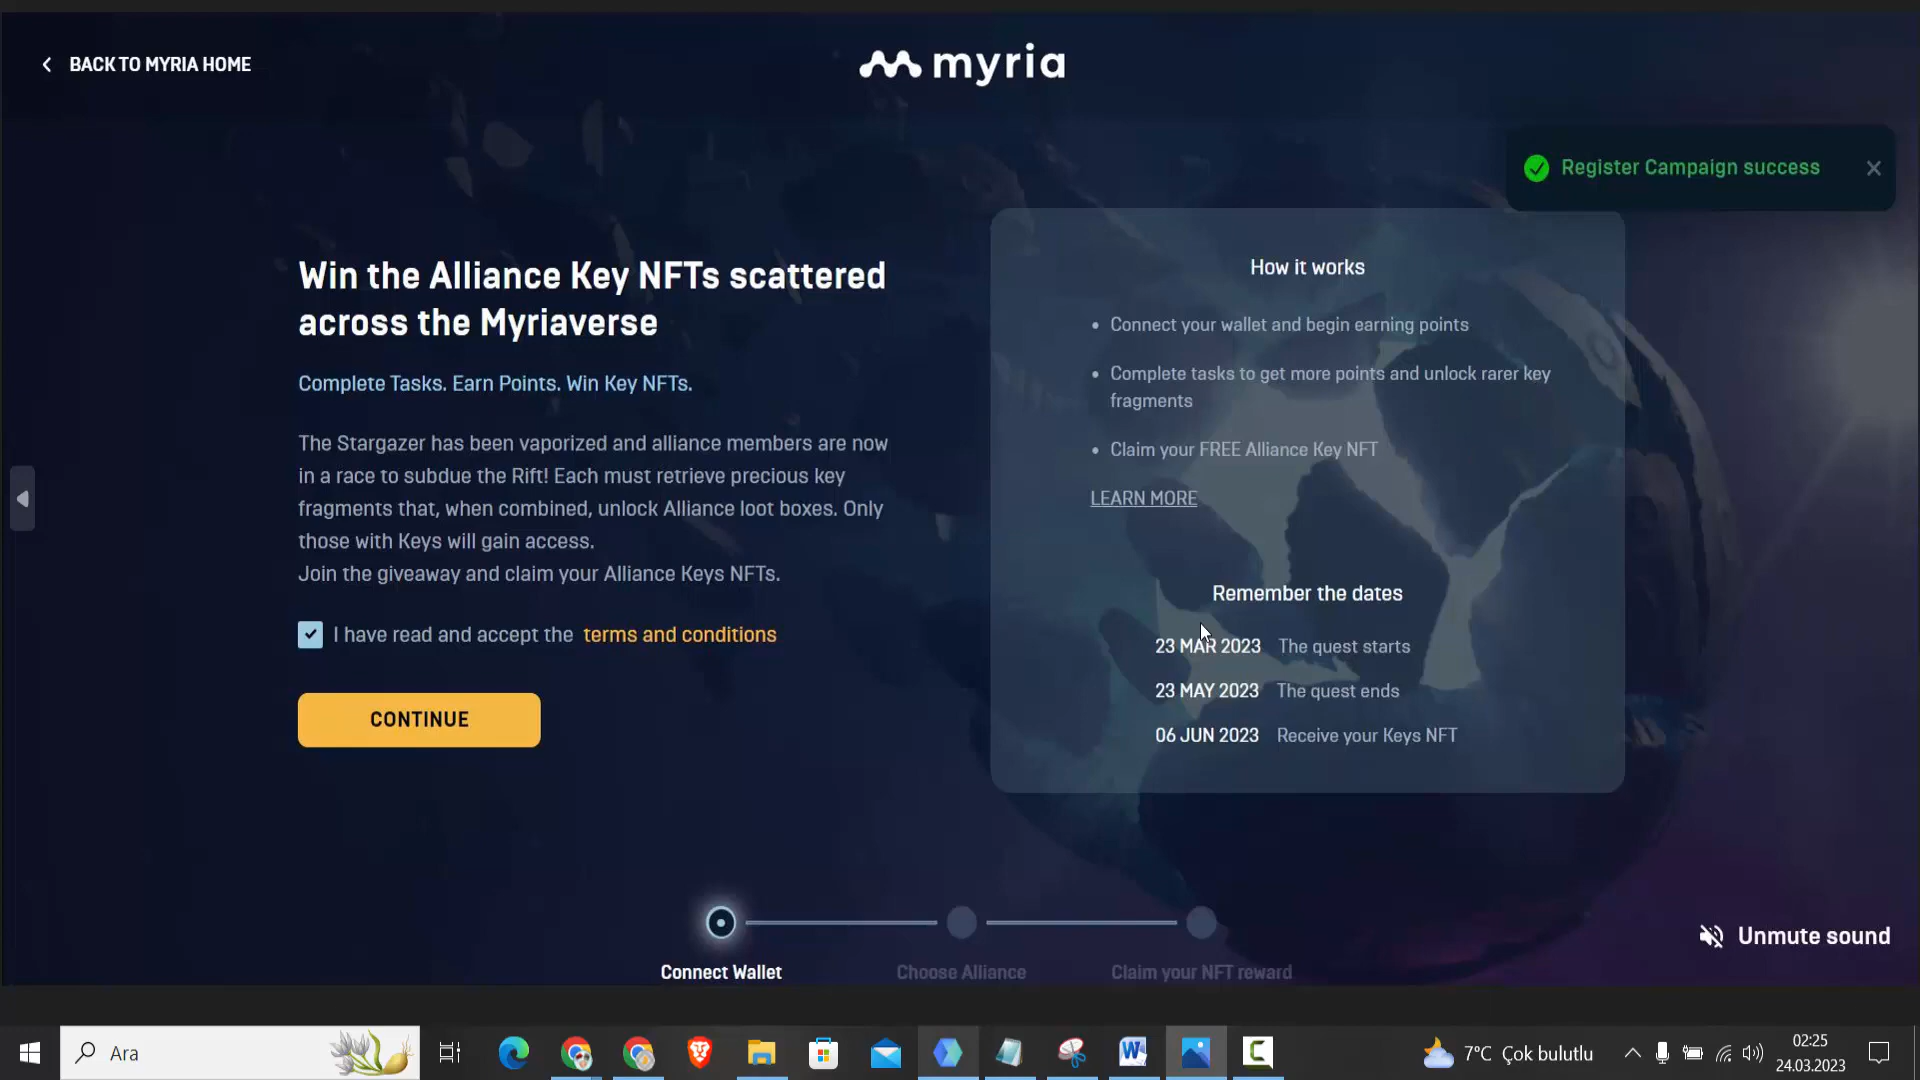 BACK TO MYRIA HOME
myria
Register Campaign success
Win the Alliance Key NFTs scattered
across the Myriaverse
Complete Tasks. Earn Points. Win Key NFTs.
The Stargazer has been vaporized and alliance members are now
in a race to subdue the Rift! Each must retrieve precious key
fragments that, when combined, unlock Alliance loot boxes. Only
those with Keys will gain access.
Join the giveaway and claim your Alliance Keys NFTs.
I have read and accept the terms and conditions
CONTINUE
How it works
• Connect your wallet and begin earning points
• Complete tasks to get more points and unlock rarer key
fragments
• Claim your FREE Alliance Key NFT
LEARN MORE
Remember the dates
23 MAR 2023 The quest starts
23 MAY 2023 The quest ends
06 JUN 2023 Receive your Keys NFT
Connect Wallet
Choose Alliance
Claim your NFT reward
Unmute sound
Ara
W
C
7°C Çok bulutlu
02:25
24.03.2023